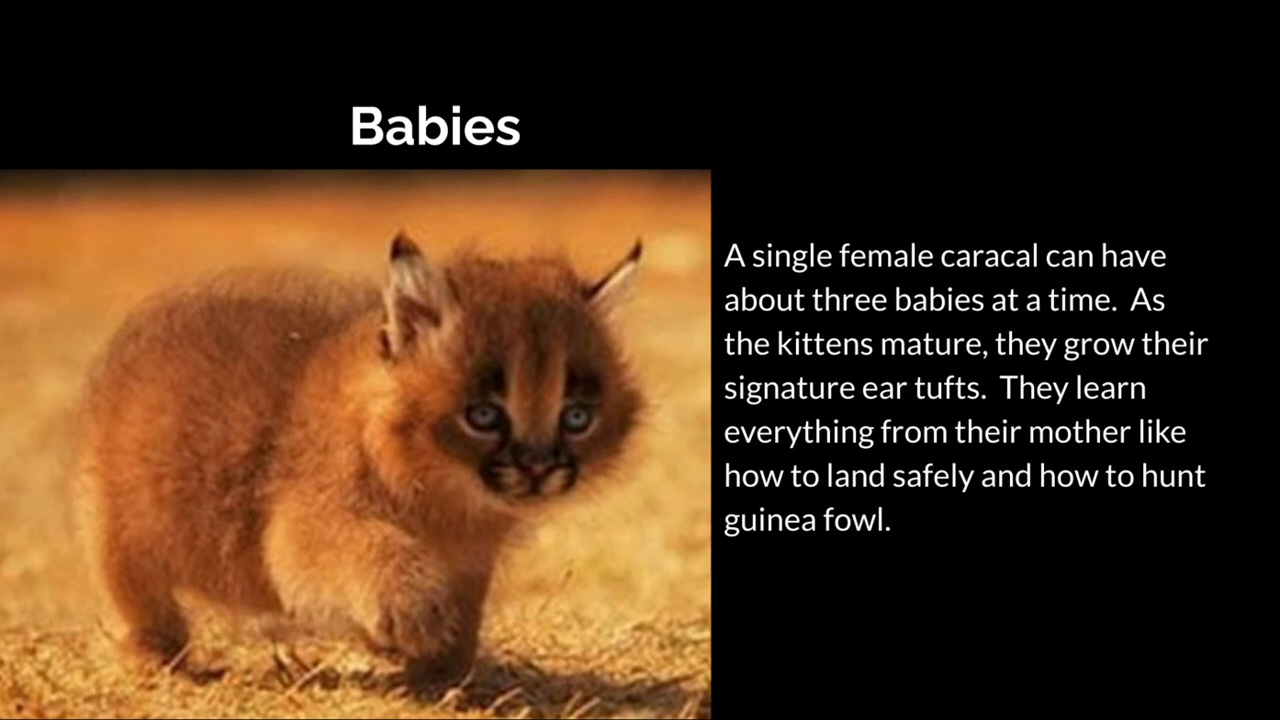 Babies
A single female caracal can have
about three babies at a time.  As
the kittens mature, they grow their
signature ear tufts.  They learn
everything from their mother like
how to land safely and how to hunt
guinea fowl.